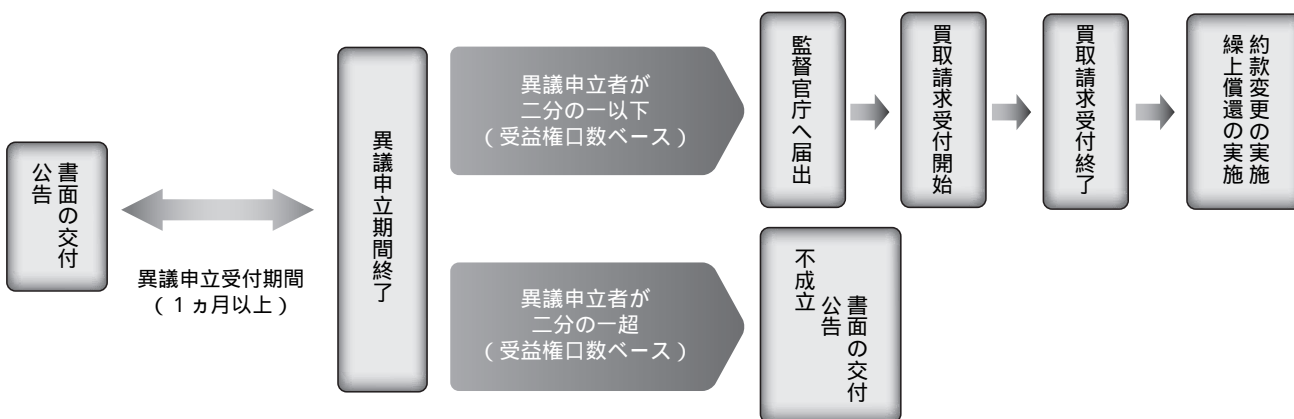 書面の交付
公告
異議申立受付期間
（１ヵ月以上）
異議申立期間終了
異議申立者が
二分の一以下
（受益権口数ベース）
監督官庁へ届出
買取請求受付開始
買取請求受付終了
約款変更の実施
繰上償還の実施
異議申立者が
二分の一超
（受益権口数ベース）
書面の交付
公告
不成立